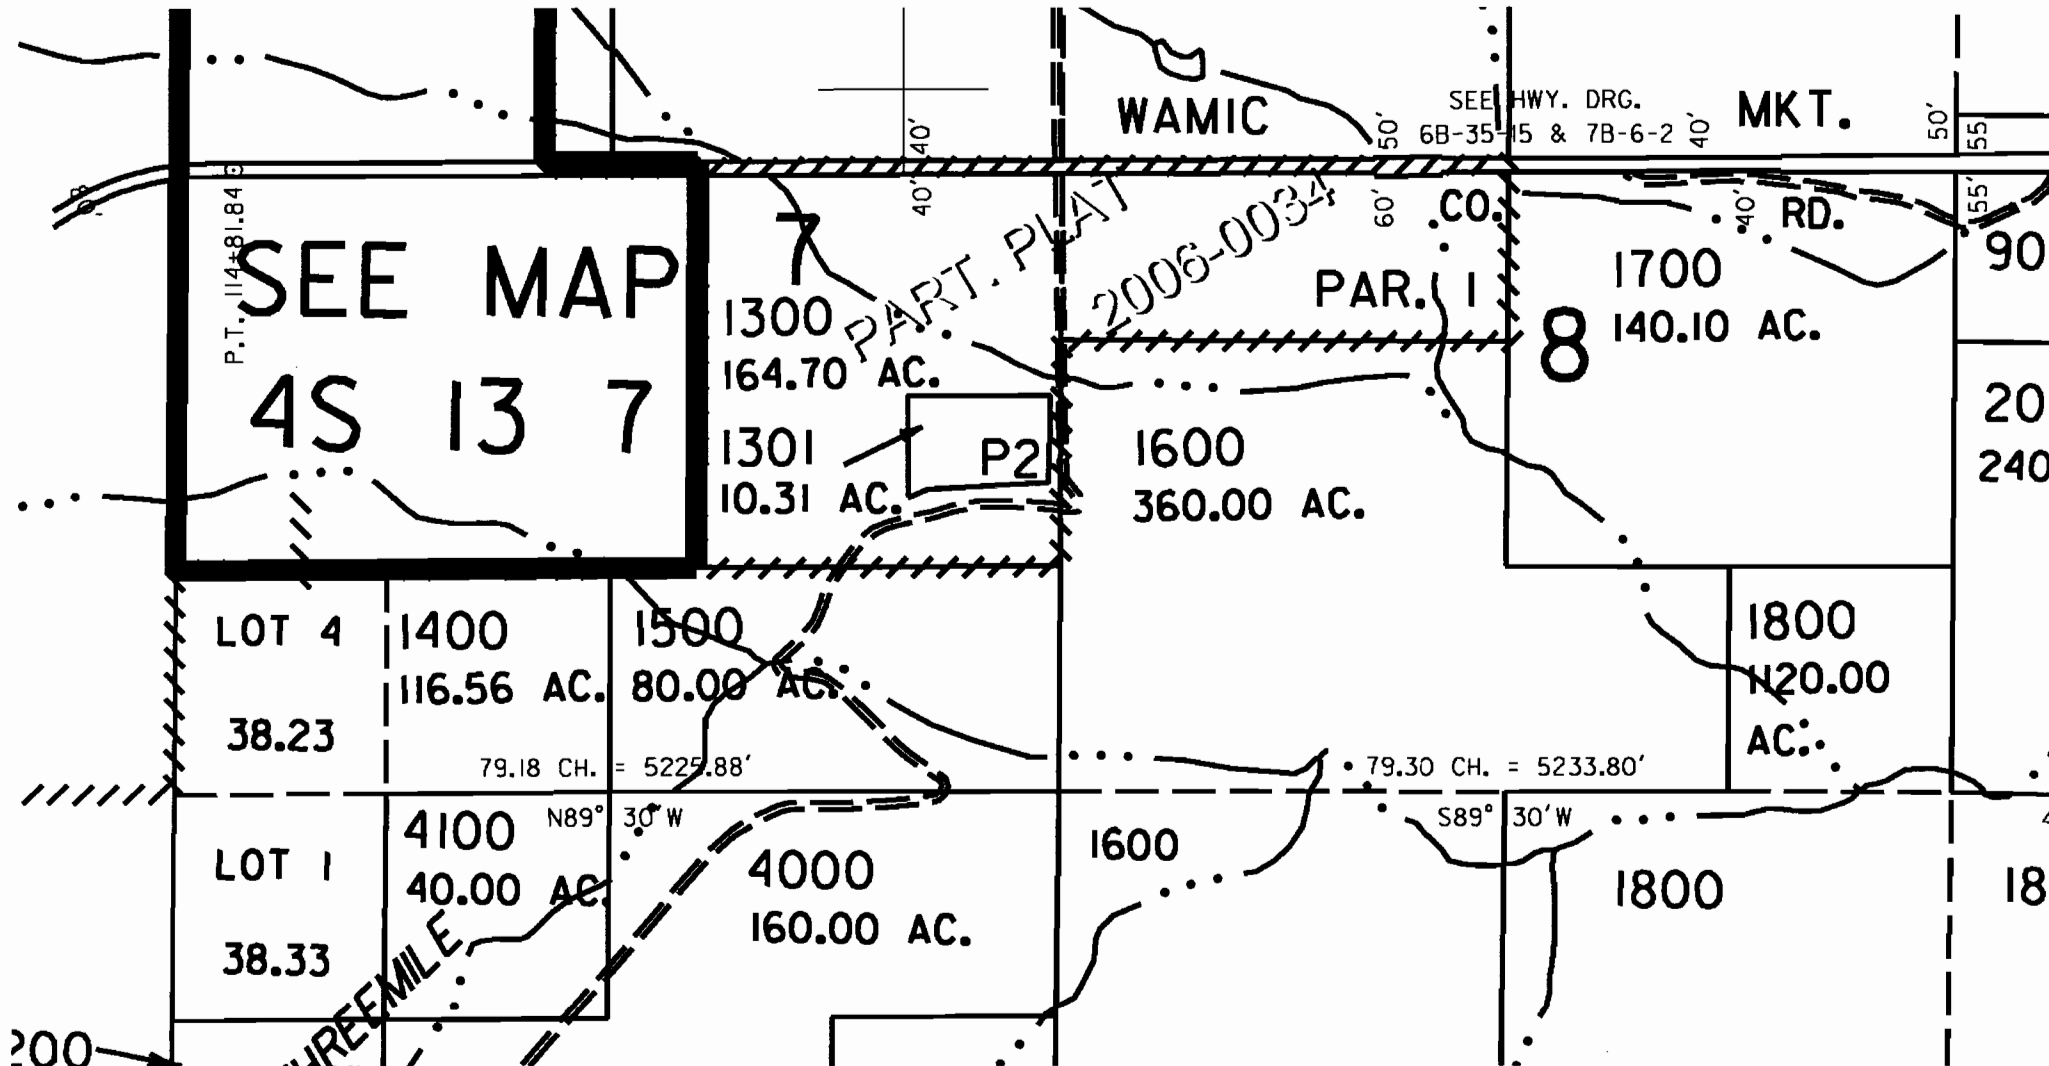 WAMIC
SEE HWY. DRG.
6B-35-15 & 7B-6-2
MKT.
40'
50'
40'
50'
55'
P.T. 114+81.84
40'
60'
40'
55'
CO.
RD.
SEE MAP
4S 13 7
7
PART. PLAT
2006-0034
PAR. 1
8
1300
164.70 AC.
1301
10.31 AC.
P2
1600
360.00 AC.
1700
140.10 AC.
90
20
240
LOT 4
38.23
1400
116.56 AC.
1500
80.00 AC.
1800
1120.00
AC.
79.18 CH. = 5225.88'
N89° 30' W
79.30 CH. = 5233.80'
S89° 30' W
LOT 1
38.33
4100
40.00 AC.
4000
160.00 AC.
1600
1800
18
HREEMILE
200